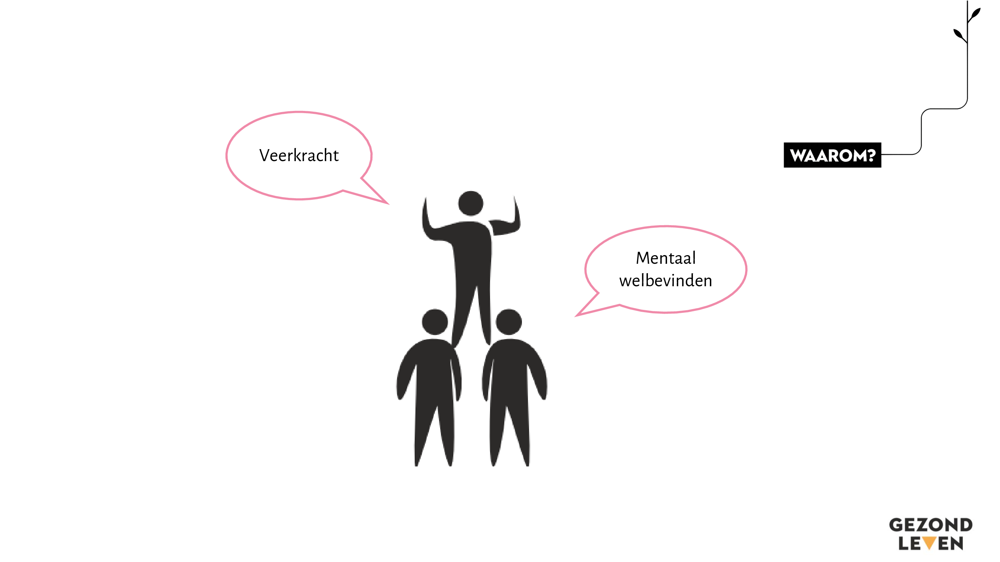 Veerkracht
WAAROM?
Mentaal
welbevinden
GEZOND
LEVEN